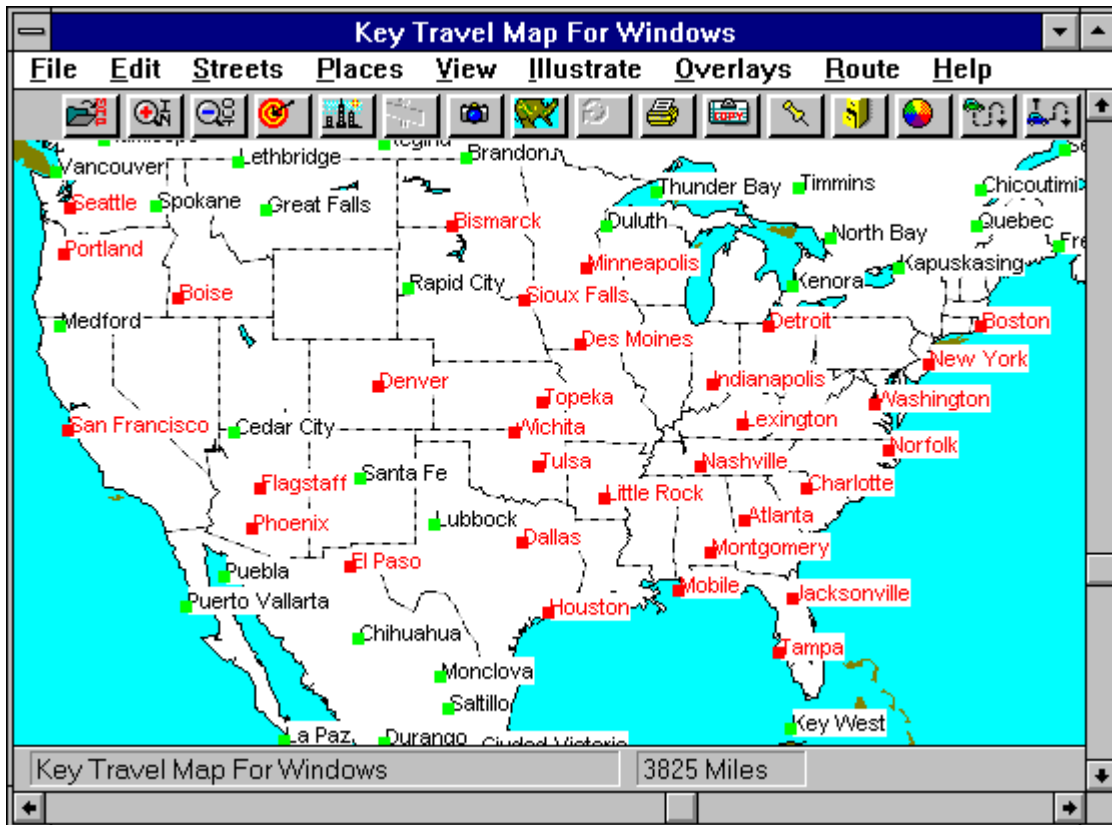 Key Travel Map For Windows
File Edit Streets Places View Illustrate Overlays Route Help
COPY
Vancouver
Lethbridge
Brandon
Thunder Bay
Timmins
Chicoutimi
Seattle
Spokane
Great Falls
Bismarck
Duluth
North Bay
Quebec
Portland
Minneapolis
Kapuskasing
Boise
Rapid City
Sioux Falls
Kenora
Medford
Des Moines
Detroit
Boston
Denver
Indianapolis
New York
Topeka
Washington
San Francisco
Cedar City
Wichita
Lexington
Norfolk
Santa Fe
Tulsa
Nashville
Flagstaff
Little Rock
Charlotte
Phoenix
Lubbock
Dallas
Atlanta
El Paso
Montgomery
Puebla
Mobile
Jacksonville
Puerto Vallarta
Houston
Chihuahua
Tampa
Monclova
Saltillo
Key West
La Paz
Durango
Ciudad Victoria
Key Travel Map For Windows
3825 Miles